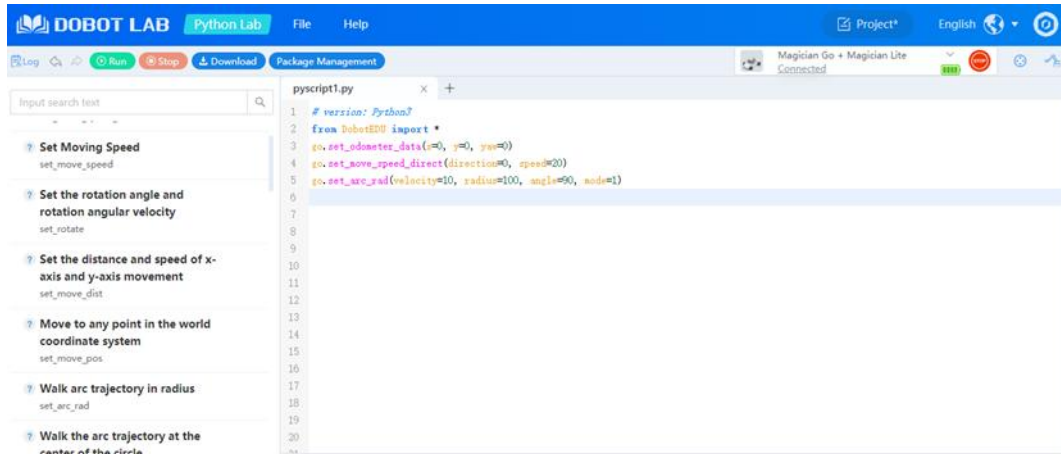 DOBOT LAB Python Lab File Help Project* English
Log Run Stop Download Package Management Magician Go + Magician Lite
Connected
STOP
Input search text
pyscript1.py × +
Set Moving Speed
set_move_speed
Set the rotation angle and
rotation angular velocity
set_rotate
Set the distance and speed of x-
axis and y-axis movement
set_move_dist
Move to any point in the world
coordinate system
set_move_pos
Walk arc trajectory in radius
set_arc_rad
Walk the arc trajectory at the
center of the circle
1 # version: Python3
2 from DobotEDU import *
3 go.set_odometer_data(x=0, y=0, yaw=0)
4 go.set_move_speed_direct(direction=0, speed=20)
5 go.set_arc_rad(velocity=10, radius=100, angle=90, mode=1)
6
7
8
9
10
11
12
13
14
15
16
17
18
19
20